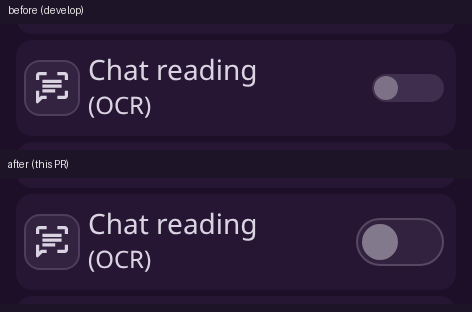 before (develop)
Chat reading
(OCR)
after (this PR)
Chat reading
(OCR)